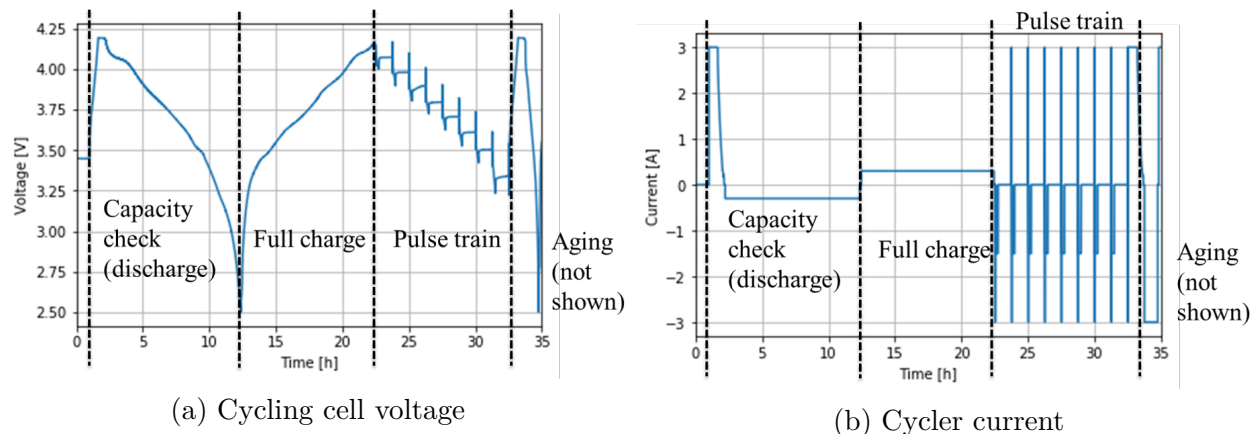 4.25
4.00
3.75
3.50
3.25
3.00
2.75
2.50
Voltage [V]
0 5 10 15 20 25 30 35
Time [h]
Capacity
check
(discharge)
Full charge
Pulse train
Aging
(not
shown)
(a) Cycling cell voltage
Pulse train
3
2
1
0
−1
−2
−3
Current [A]
0 5 10 15 20 25 30 35
Time [h]
Capacity
check
(discharge)
Full charge
Aging
(not
shown)
(b) Cycler current